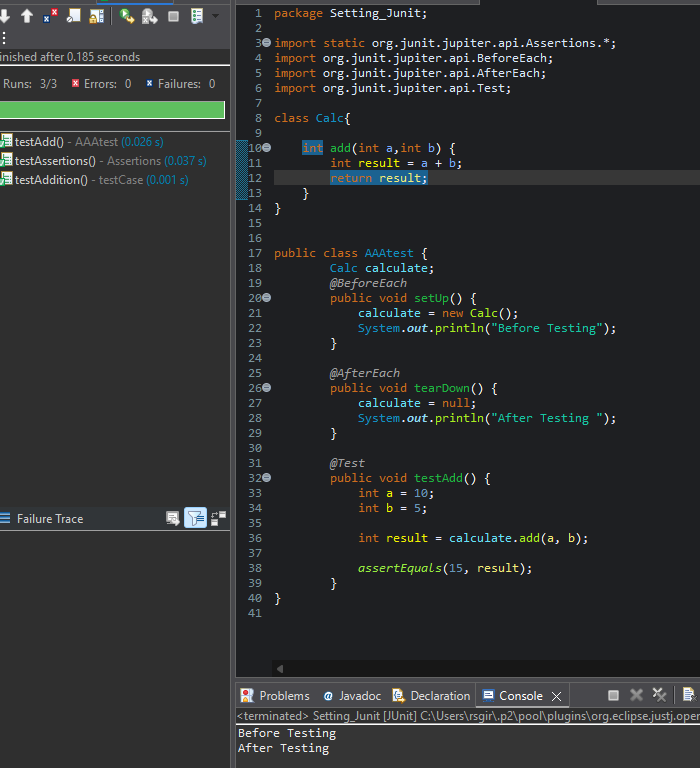 inished after 0.185 seconds
Runs: 3/3 Errors: 0 Failures: 0
testAdd() - AAAtest (0.026 s)
testAssertions() - Assertions (0.037 s)
testAddition() - testCase (0.001 s)
Failure Trace
1 package Setting_Junit;
2
3 import static org.junit.jupiter.api.Assertions.*;
4 import org.junit.jupiter.api.BeforeEach;
5 import org.junit.jupiter.api.AfterEach;
6 import org.junit.jupiter.api.Test;
7
8 class Calc{
9
10 int add(int a,int b) {
11 int result = a + b;
12 return result;
13 }
14 }
15
16
17 public class AAAtest {
18 Calc calculate;
19 @BeforeEach
20 public void setUp() {
21 calculate = new Calc();
22 System.out.println("Before Testing");
23 }
24
25 @AfterEach
26 public void tearDown() {
27 calculate = null;
28 System.out.println("After Testing ");
29 }
30
31 @Test
32 public void testAdd() {
33 int a = 10;
34 int b = 5;
35
36 int result = calculate.add(a, b);
37
38 assertEquals(15, result);
39 }
40 }
41
Problems Javadoc Declaration Console
<terminated> Setting_Junit [JUnit] C:\Users\rsgir\.p2\pool\plugins\org.eclipse.justj.oper
Before Testing
After Testing